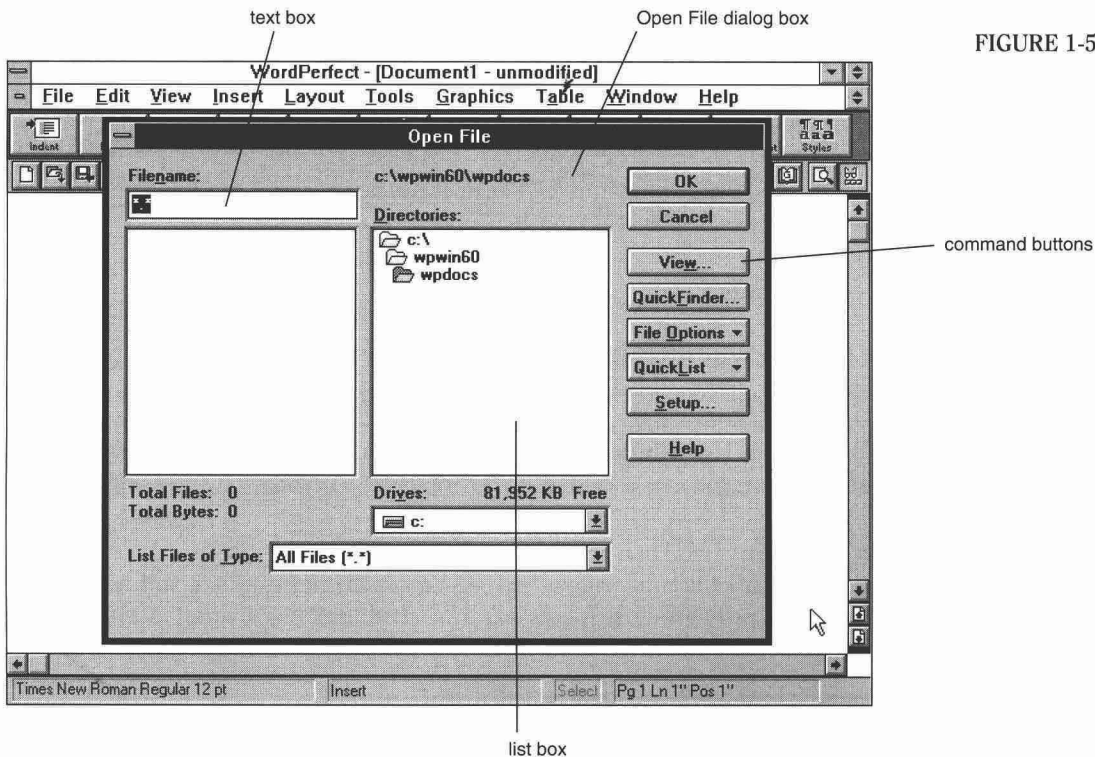 text box
Open File dialog box
FIGURE 1-5
WordPerfect - [Document1 - unmodified]
File Edit View Insert Layout Tools Graphics Table Window Help
Indent
Styles
Open File
Filename:
c:\wpwin60\wpdocs
OK
*.*
Directories:
Cancel
c:\
wpwin60
wpdocs
command buttons
View...
QuickFinder...
File Options
QuickList
Setup...
Help
Total Files: 0
Total Bytes: 0
Drives: 81,952 KB Free
c:
List Files of Type: All Files (*.*)
Times New Roman Regular 12 pt Insert Select Pg 1 Ln 1" Pos 1"
list box